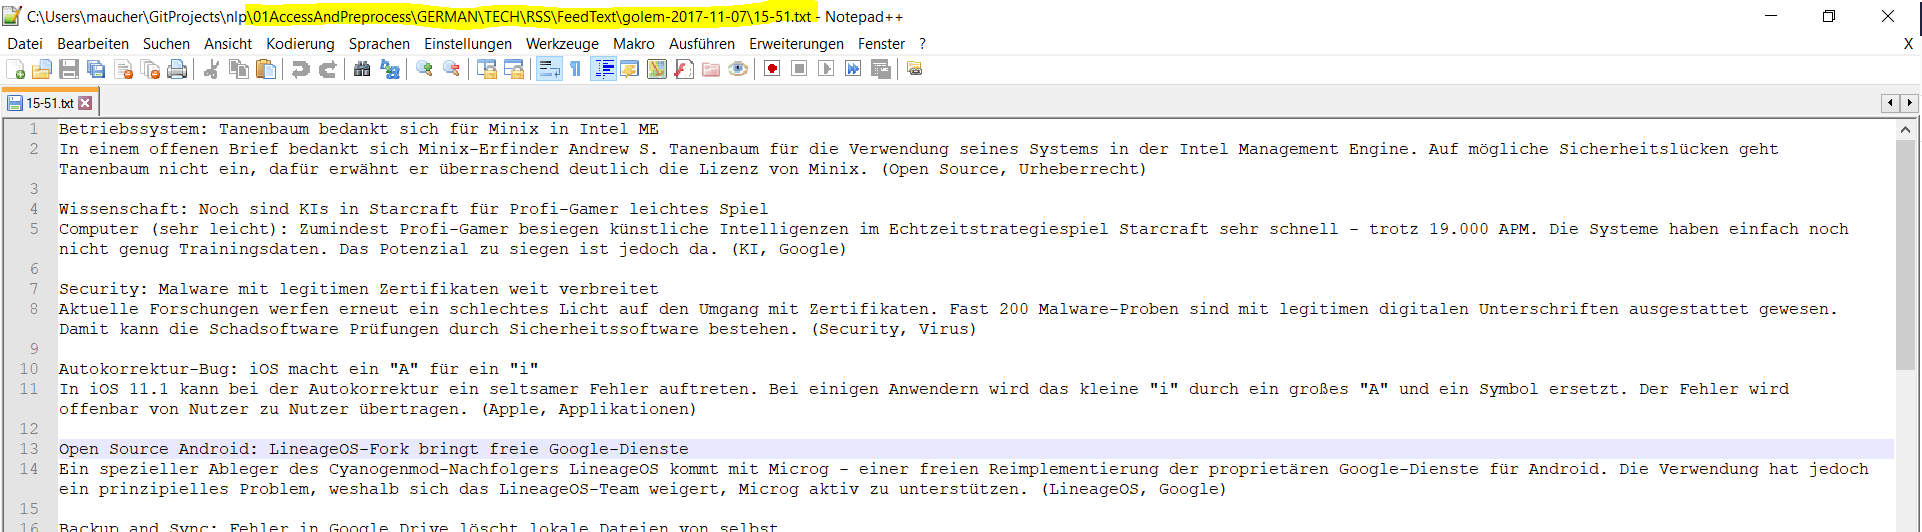 C:\Users\maucher\GitProjects\nlp\01AccessAndPreprocess\GERMAN\TECH\RSS\FeedText\golem-2017-11-07\15-51.txt - Notepad++
Datei Bearbeiten Suchen Ansicht Kodierung Sprachen Einstellungen Werkzeuge Makro Ausführen Erweiterungen Fenster ? X
15-51.txt
1 Betriebssystem: Tanenbaum bedankt sich für Minix in Intel ME
2 In einem offenen Brief bedankt sich Minix-Erfinder Andrew S. Tanenbaum für die Verwendung seines Systems in der Intel Management Engine. Auf mögliche Sicherheitslücken geht
Tanenbaum nicht ein, dafür erwähnt er überraschend deutlich die Lizenz von Minix. (Open Source, Urheberrecht)
3
4 Wissenschaft: Noch sind KIs in Starcraft für Profi-Gamer leichtes Spiel
5 Computer (sehr leicht): Zumindest Profi-Gamer besiegen künstliche Intelligenzen im Echtzeitstrategiespiel Starcraft sehr schnell - trotz 19.000 APM. Die Systeme haben einfach noch
nicht genug Trainingsdaten. Das Potenzial zu siegen ist jedoch da. (KI, Google)
6
7 Security: Malware mit legitimen Zertifikaten weit verbreitet
8 Aktuelle Forschungen werfen erneut ein schlechtes Licht auf den Umgang mit Zertifikaten. Fast 200 Malware-Proben sind mit legitimen digitalen Unterschriften ausgestattet gewesen.
Damit kann die Schadsoftware Prüfungen durch Sicherheitssoftware bestehen. (Security, Virus)
9
10 Autokorrektur-Bug: iOS macht ein "A" für ein "i"
11 In iOS 11.1 kann bei der Autokorrektur ein seltsamer Fehler auftreten. Bei einigen Anwendern wird das kleine "i" durch ein großes "A" und ein Symbol ersetzt. Der Fehler wird
offenbar von Nutzer zu Nutzer übertragen. (Apple, Applikationen)
12
13 Open Source Android: LineageOS-Fork bringt freie Google-Dienste
14 Ein spezieller Ableger des Cyanogenmod-Nachfolgers LineageOS kommt mit Microg - einer freien Reimplementierung der proprietären Google-Dienste für Android. Die Verwendung hat jedoch
ein prinzipielles Problem, weshalb sich das LineageOS-Team weigert, Microg aktiv zu unterstützen. (LineageOS, Google)
15
16 Backup and Sync: Fehler in Google Drive löscht lokale Dateien von selbst